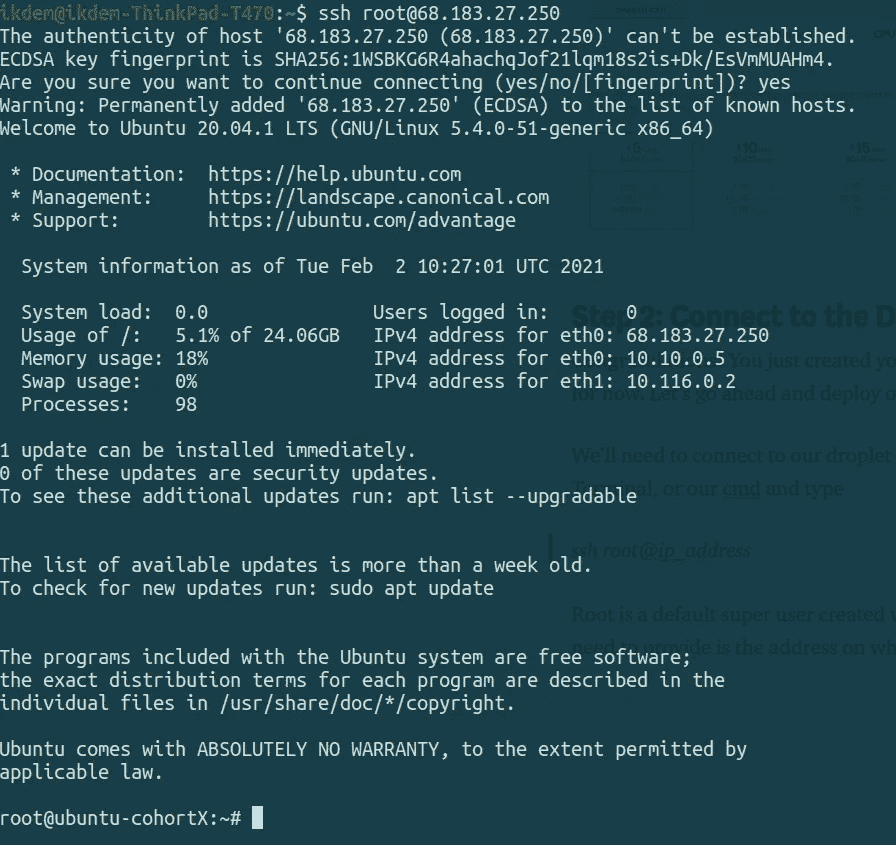 ikdem@ikdem-ThinkPad-T470:~$ ssh root@68.183.27.250
The authenticity of host '68.183.27.250 (68.183.27.250)' can't be established.
ECDSA key fingerprint is SHA256:1WSBKG6R4ahachqJof21lqm18s2is+Dk/EsVmMUAHm4.
Are you sure you want to continue connecting (yes/no/[fingerprint])? yes
Warning: Permanently added '68.183.27.250' (ECDSA) to the list of known hosts.
Welcome to Ubuntu 20.04.1 LTS (GNU/Linux 5.4.0-51-generic x86_64)
* Documentation: https://help.ubuntu.com
* Management: https://landscape.canonical.com
* Support: https://ubuntu.com/advantage
System information as of Tue Feb 2 10:27:01 UTC 2021
System load: 0.0 Users logged in: 0
Usage of /: 5.1% of 24.06GB IPv4 address for eth0: 68.183.27.250
Memory usage: 18% IPv4 address for eth0: 10.10.0.5
Swap usage: 0% IPv4 address for eth1: 10.116.0.2
Processes: 98
1 update can be installed immediately.
0 of these updates are security updates.
To see these additional updates run: apt list --upgradable
The list of available updates is more than a week old.
To check for new updates run: sudo apt update
The programs included with the Ubuntu system are free software;
the exact distribution terms for each program are described in the
individual files in /usr/share/doc/*/copyright.
Ubuntu comes with ABSOLUTELY NO WARRANTY, to the extent permitted by
applicable law.
root@ubuntu-cohortX:~#
Step 2: Connect to the D
You just created yo
for now. Let's go ahead and deploy o
We'll need to connect to our droplet
Terminal, or our cmd and type
ssh root@ip_address
Root is a default super user created
need to provide is the address on wh